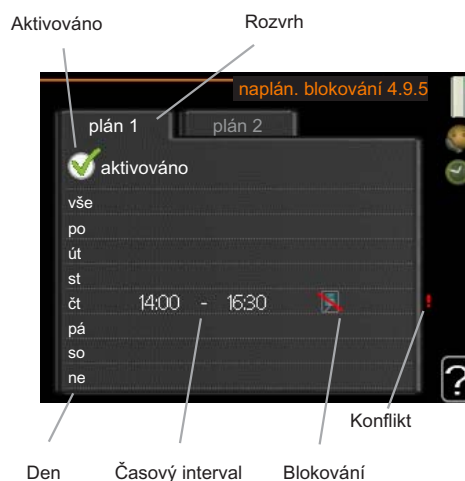 Aktivováno
Rozvrh
naplán. blokování 4.9.5
plán 1
plán 2
aktivováno
vše
po
út
st
čt 14:00 - 16:30 !
pá
so
ne
?
Konflikt
Den
Časový interval
Blokování